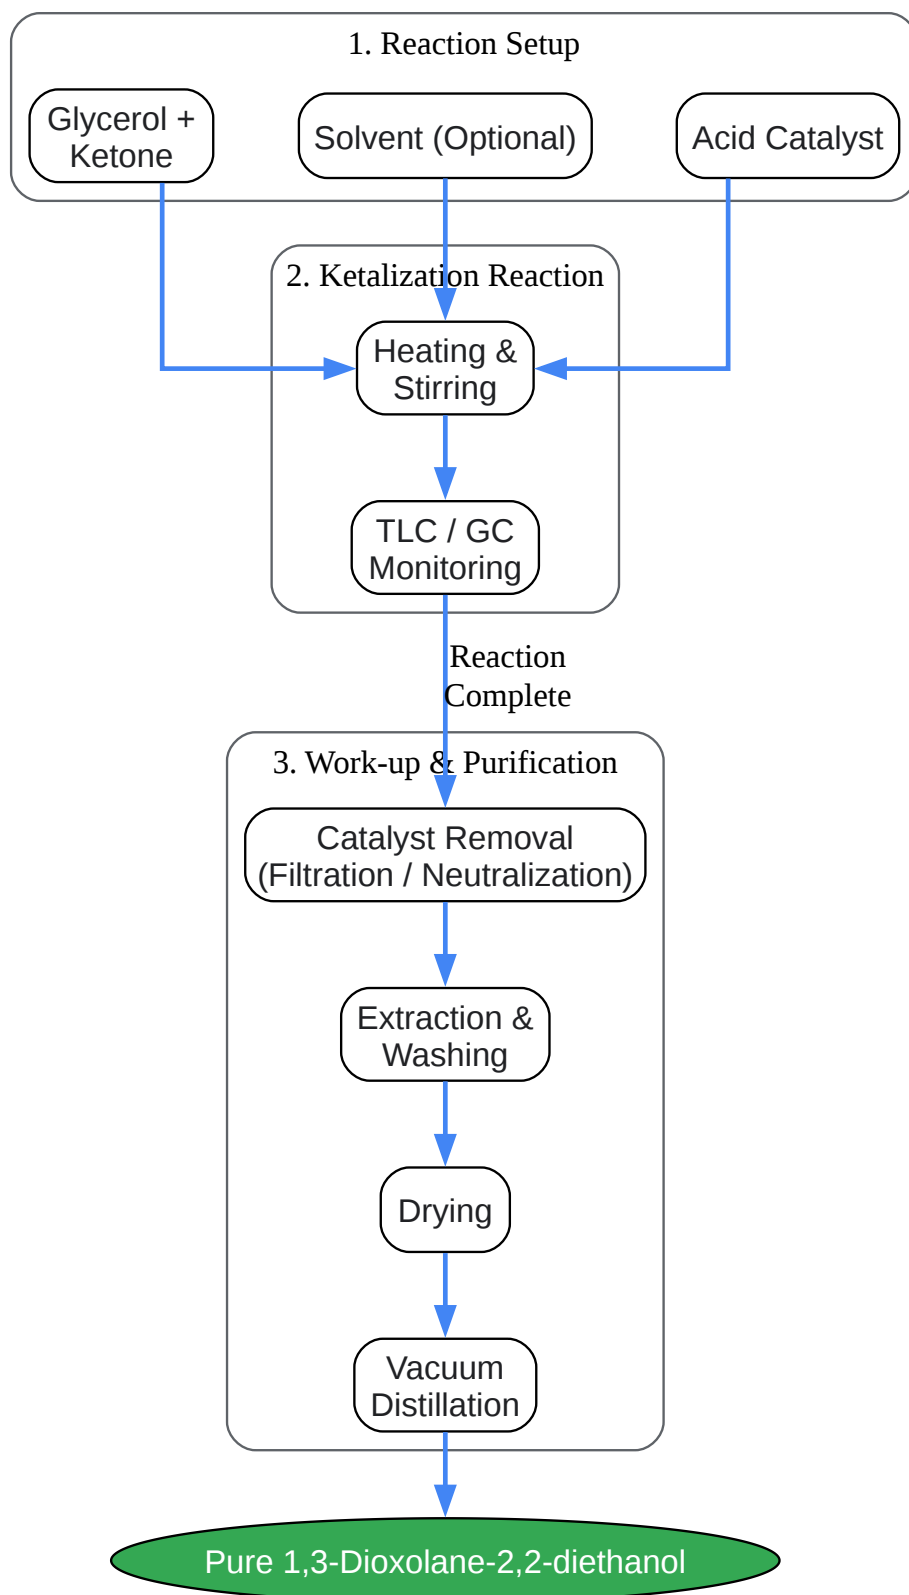 1. Reaction Setup
Glycerol +
Ketone
Solvent (Optional)
Acid Catalyst
2. Ketalization Reaction
Heating &
Stirring
TLC / GC
Monitoring
Reaction
Complete
3. Work-up & Purification
Catalyst Removal
(Filtration / Neutralization)
Extraction &
Washing
Drying
Vacuum
Distillation
Pure 1,3-Dioxolane-2,2-diethanol